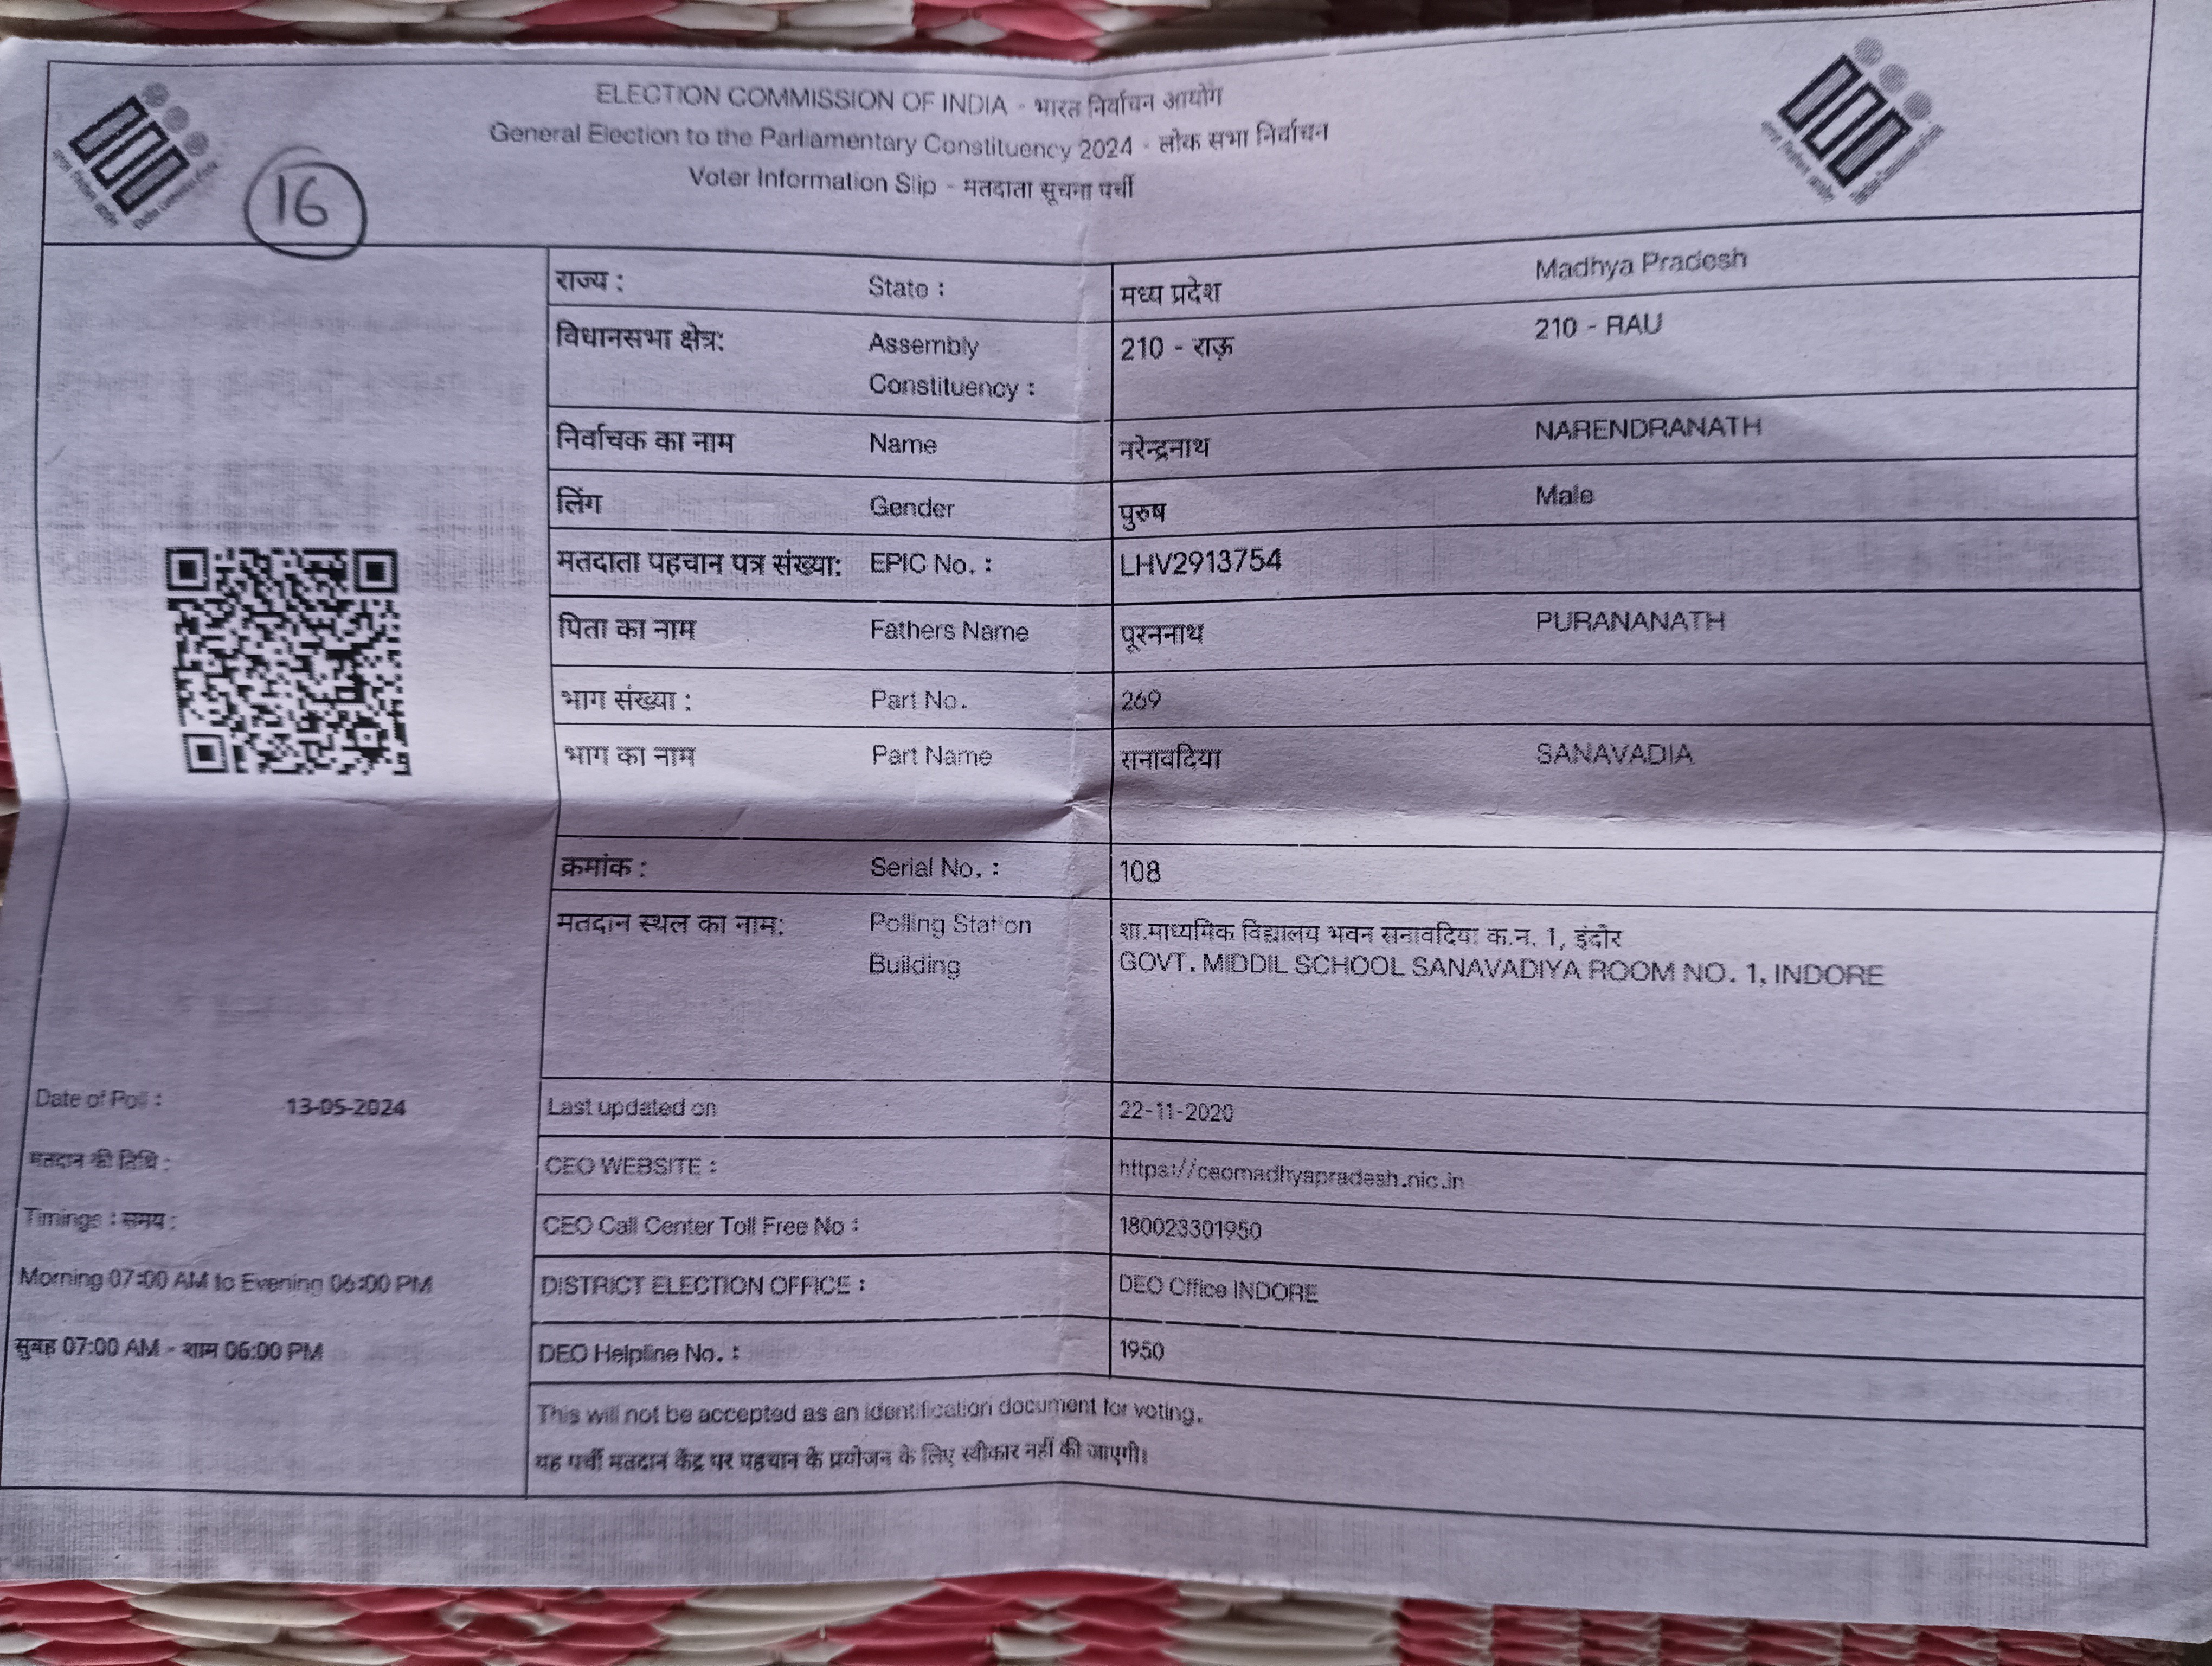 ELECTION COMMISSION OF INDIA - भारत निर्वाचन आयोग
General Election to the Parliamentary Constituency 2024 - लोक सभा निर्वाचन
Voter Information Slip - मतदाता सूचना पर्ची
16
राज्य : State : मध्य प्रदेश Madhya Pradesh
विधानसभा क्षेत्र: Assembly Constituency : 210 - राऊ 210 - RAU
निर्वाचक का नाम Name नरेन्द्रनाथ NARENDRANATH
लिंग Gender पुरुष Male
मतदाता पहचान पत्र संख्या: EPIC No. : LHV2913754
पिता का नाम Fathers Name पूरननाथ PURANANATH
भाग संख्या : Part No. 269
भाग का नाम Part Name सनावदिया SANAVADIA
क्रमांक : Serial No. : 108
मतदान स्थल का नाम: Polling Station Building शा.माध्यमिक विद्यालय भवन सनावदिया क.न. 1, इंदौर
GOVT. MIDDIL SCHOOL SANAVADIYA ROOM NO. 1, INDORE
Date of Poll : 13-05-2024
मतदान की तिथि :
Timings : समय :
Morning 07:00 AM to Evening 06:00 PM
सुबह 07:00 AM - शाम 06:00 PM
Last updated on 22-11-2020
CEO WEBSITE : https://ceomadhyapradesh.nic.in
CEO Call Center Toll Free No : 180023301950
DISTRICT ELECTION OFFICE : DEO Office INDORE
DEO Helpline No. : 1950
This will not be accepted as an identification document for voting.
यह पर्ची मतदान केंद्र पर पहचान के प्रयोजन के लिए स्वीकार नहीं की जाएगी।